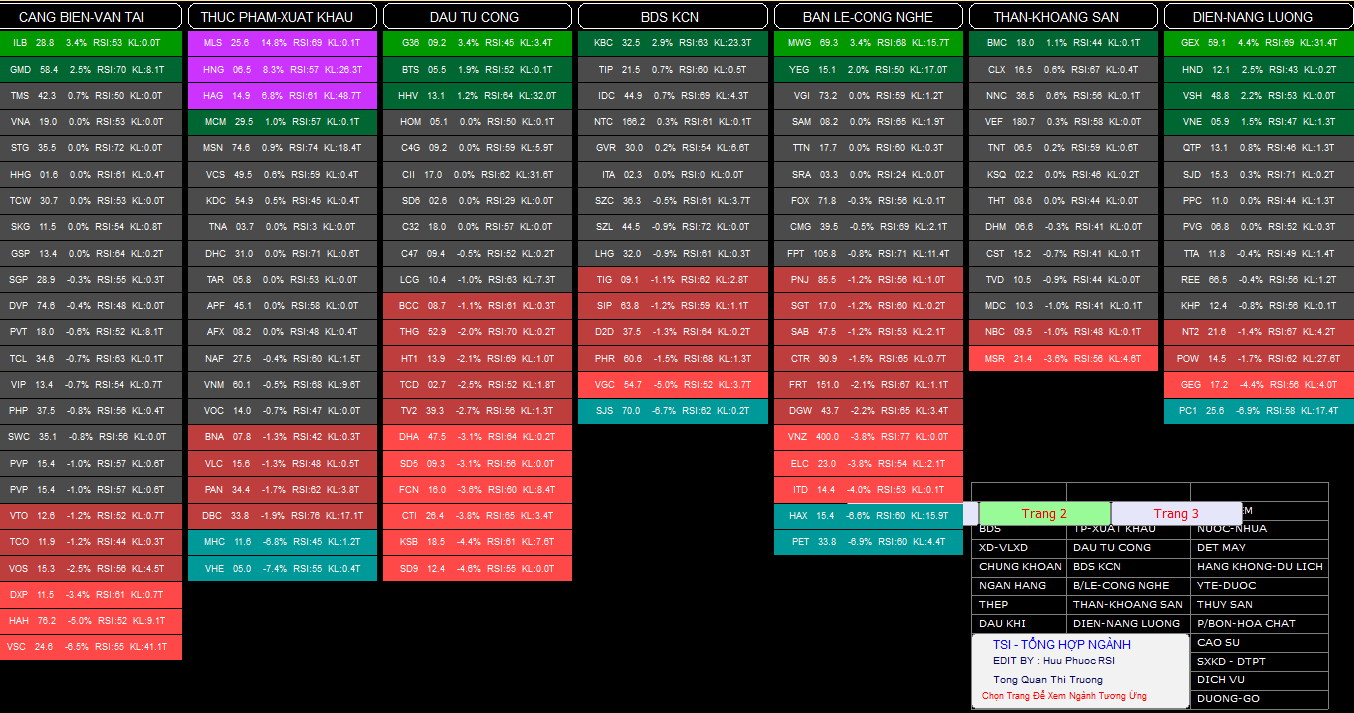 CANG BIEN-VAN TAI
ILB 28.8 3.4% RSI:53 KL:0.0T
GMD 58.4 2.5% RSI:70 KL:8.1T
TMS 42.3 0.7% RSI:50 KL:0.0T
VNA 19.0 0.0% RSI:53 KL:0.0T
STG 35.5 0.0% RSI:72 KL:0.0T
HHG 01.6 0.0% RSI:61 KL:0.4T
TCW 30.7 0.0% RSI:53 KL:0.0T
SKG 11.5 0.0% RSI:54 KL:0.8T
GSP 13.4 0.0% RSI:64 KL:0.2T
SGP 28.9 -0.3% RSI:55 KL:0.3T
DVP 74.6 -0.4% RSI:48 KL:0.0T
PVT 18.0 -0.6% RSI:52 KL:8.1T
TCL 34.6 -0.7% RSI:63 KL:0.1T
VIP 13.4 -0.7% RSI:54 KL:0.7T
PHP 37.5 -0.8% RSI:56 KL:0.4T
SWC 35.1 -0.8% RSI:56 KL:0.0T
PVP 15.4 -1.0% RSI:57 KL:0.6T
PVP 15.4 -1.0% RSI:57 KL:0.6T
VTO 12.6 -1.2% RSI:52 KL:0.7T
TCO 11.9 -1.2% RSI:44 KL:0.3T
VOS 15.3 -2.5% RSI:56 KL:4.5T
DXP 11.5 -3.4% RSI:61 KL:0.7T
HAH 76.2 -5.0% RSI:52 KL:9.1T
VSC 24.6 -6.5% RSI:55 KL:41.1T
THUC PHAM-XUAT KHAU
MLS 25.6 14.8% RSI:69 KL:0.1T
HNG 06.5 8.3% RSI:57 KL:26.3T
HAG 14.9 6.8% RSI:61 KL:48.7T
MCM 29.5 1.0% RSI:57 KL:0.1T
MSN 74.6 0.9% RSI:74 KL:18.4T
VCS 49.5 0.6% RSI:59 KL:0.4T
KDC 54.9 0.5% RSI:45 KL:0.4T
TNA 03.7 0.0% RSI:3 KL:0.0T
DHC 31.0 0.0% RSI:71 KL:0.6T
TAR 05.8 0.0% RSI:53 KL:0.0T
APF 45.1 0.0% RSI:58 KL:0.0T
AFX 08.2 0.0% RSI:48 KL:0.4T
NAF 27.5 -0.4% RSI:60 KL:1.5T
VNM 60.1 -0.5% RSI:68 KL:9.6T
VOC 14.0 -0.7% RSI:47 KL:0.0T
BNA 07.8 -1.3% RSI:42 KL:0.3T
VLC 15.6 -1.3% RSI:48 KL:0.5T
PAN 34.4 -1.7% RSI:62 KL:3.8T
DBC 33.8 -1.9% RSI:76 KL:17.1T
MHC 11.6 -6.8% RSI:45 KL:1.2T
VHE 05.0 -7.4% RSI:55 KL:0.4T
DAU TU CONG
G36 09.2 3.4% RSI:45 KL:3.4T
BTS 05.5 1.9% RSI:52 KL:0.1T
HHV 13.1 1.2% RSI:64 KL:32.0T
HOM 05.1 0.0% RSI:50 KL:0.1T
C4G 09.2 0.0% RSI:59 KL:5.9T
CII 17.0 0.0% RSI:62 KL:31.6T
SD6 02.6 0.0% RSI:29 KL:0.0T
C32 18.0 0.0% RSI:57 KL:0.0T
C47 09.4 -0.5% RSI:52 KL:0.2T
LCG 10.4 -1.0% RSI:63 KL:7.3T
BCC 08.7 -1.1% RSI:61 KL:0.3T
THG 52.9 -2.0% RSI:70 KL:0.2T
HT1 13.9 -2.1% RSI:69 KL:1.0T
TCD 02.7 -2.5% RSI:52 KL:1.8T
TV2 39.3 -2.7% RSI:56 KL:1.3T
DHA 47.5 -3.1% RSI:64 KL:0.2T
SD5 09.3 -3.1% RSI:56 KL:0.0T
FCN 16.0 -3.6% RSI:60 KL:8.4T
CTI 26.4 -3.8% RSI:65 KL:3.4T
KSB 18.5 -4.4% RSI:61 KL:7.6T
SD9 12.4 -4.6% RSI:55 KL:0.0T
BDS KCN
KBC 32.5 2.9% RSI:63 KL:23.3T
TIP 21.5 0.7% RSI:60 KL:0.5T
IDC 44.9 0.7% RSI:69 KL:4.3T
NTC 166.2 0.3% RSI:61 KL:0.1T
GVR 30.0 0.2% RSI:54 KL:6.6T
ITA 02.3 0.0% RSI:0 KL:0.0T
SZC 36.3 -0.5% RSI:61 KL:3.7T
SZL 44.5 -0.9% RSI:72 KL:0.0T
LHG 32.0 -0.9% RSI:61 KL:0.3T
TIG 09.1 -1.1% RSI:62 KL:2.8T
SIP 63.8 -1.2% RSI:59 KL:1.1T
D2D 37.5 -1.3% RSI:64 KL:0.2T
PHR 60.6 -1.5% RSI:68 KL:1.3T
VGC 54.7 -5.0% RSI:52 KL:3.7T
SJS 70.0 -6.7% RSI:62 KL:0.2T
BAN LE-CONG NGHE
MWG 69.3 3.4% RSI:68 KL:15.7T
YEG 15.1 2.0% RSI:50 KL:17.0T
VGI 73.2 0.0% RSI:59 KL:1.2T
SAM 08.2 0.0% RSI:65 KL:1.9T
TTN 17.7 0.0% RSI:60 KL:0.3T
SRA 03.3 0.0% RSI:24 KL:0.0T
FOX 71.8 -0.3% RSI:56 KL:0.1T
CMG 39.5 -0.5% RSI:69 KL:2.1T
FPT 105.8 -0.8% RSI:71 KL:11.4T
PNJ 85.5 -1.2% RSI:56 KL:1.0T
SGT 17.0 -1.2% RSI:60 KL:0.2T
SAB 47.5 -1.2% RSI:53 KL:2.1T
CTR 90.9 -1.5% RSI:65 KL:0.7T
FRT 151.0 -2.1% RSI:67 KL:1.1T
DGW 43.7 -2.2% RSI:65 KL:3.4T
VNZ 400.0 -3.8% RSI:77 KL:0.0T
ELC 23.0 -3.8% RSI:54 KL:2.1T
ITD 14.4 -4.0% RSI:53 KL:0.1T
HAX 15.4 -6.6% RSI:60 KL:15.9T
PET 33.8 -6.9% RSI:60 KL:4.4T
THAN-KHOANG SAN
BMC 18.0 1.1% RSI:44 KL:0.1T
CLX 16.5 0.6% RSI:67 KL:0.4T
NNC 36.5 0.6% RSI:56 KL:0.1T
VEF 180.7 0.3% RSI:58 KL:0.0T
TNT 06.5 0.2% RSI:59 KL:0.6T
KSQ 02.2 0.0% RSI:46 KL:0.2T
THT 08.6 0.0% RSI:44 KL:0.0T
DHM 06.6 -0.3% RSI:41 KL:0.0T
CST 15.2 -0.7% RSI:41 KL:0.1T
TVD 10.5 -0.9% RSI:44 KL:0.0T
MDC 10.3 -1.0% RSI:41 KL:0.1T
NBC 09.5 -1.0% RSI:48 KL:0.1T
MSR 21.4 -3.6% RSI:56 KL:4.6T
DIEN-NANG LUONG
GEX 59.1 4.4% RSI:69 KL:31.4T
HND 12.1 2.5% RSI:43 KL:0.2T
VSH 48.8 2.2% RSI:53 KL:0.0T
VNE 05.9 1.5% RSI:47 KL:1.3T
QTP 13.1 0.8% RSI:46 KL:1.3T
SJD 15.3 0.3% RSI:71 KL:0.2T
PPC 11.0 0.0% RSI:44 KL:1.3T
PVG 06.8 0.0% RSI:52 KL:0.3T
TTA 11.8 -0.4% RSI:49 KL:1.4T
REE 66.5 -0.4% RSI:56 KL:1.2T
KHP 12.4 -0.8% RSI:56 KL:0.1T
NT2 21.6 -1.4% RSI:67 KL:4.2T
POW 14.5 -1.7% RSI:62 KL:27.6T
GEG 17.2 -4.4% RSI:56 KL:4.0T
PC1 25.6 -6.9% RSI:58 KL:17.4T
Trang 2 Trang 3 EM
BDS TP-XUAT KHAU NUOC-NHUA
XD-VLXD DAU TU CONG DET MAY
CHUNG KHOAN BDS KCN HANG KHONG-DU LICH
NGAN HANG B/LE-CONG NGHE YTE-DUOC
THEP THAN-KHOANG SAN THUY SAN
DAU KHI DIEN-NANG LUONG P/BON-HOA CHAT
CAO SU
SXKD - DTPT
DICH VU
DUONG-GO
TSI - TỔNG HỢP NGÀNH
EDIT BY : Huu Phuoc RSI
Tong Quan Thi Truong
Chọn Trang Để Xem Ngành Tương Ứng